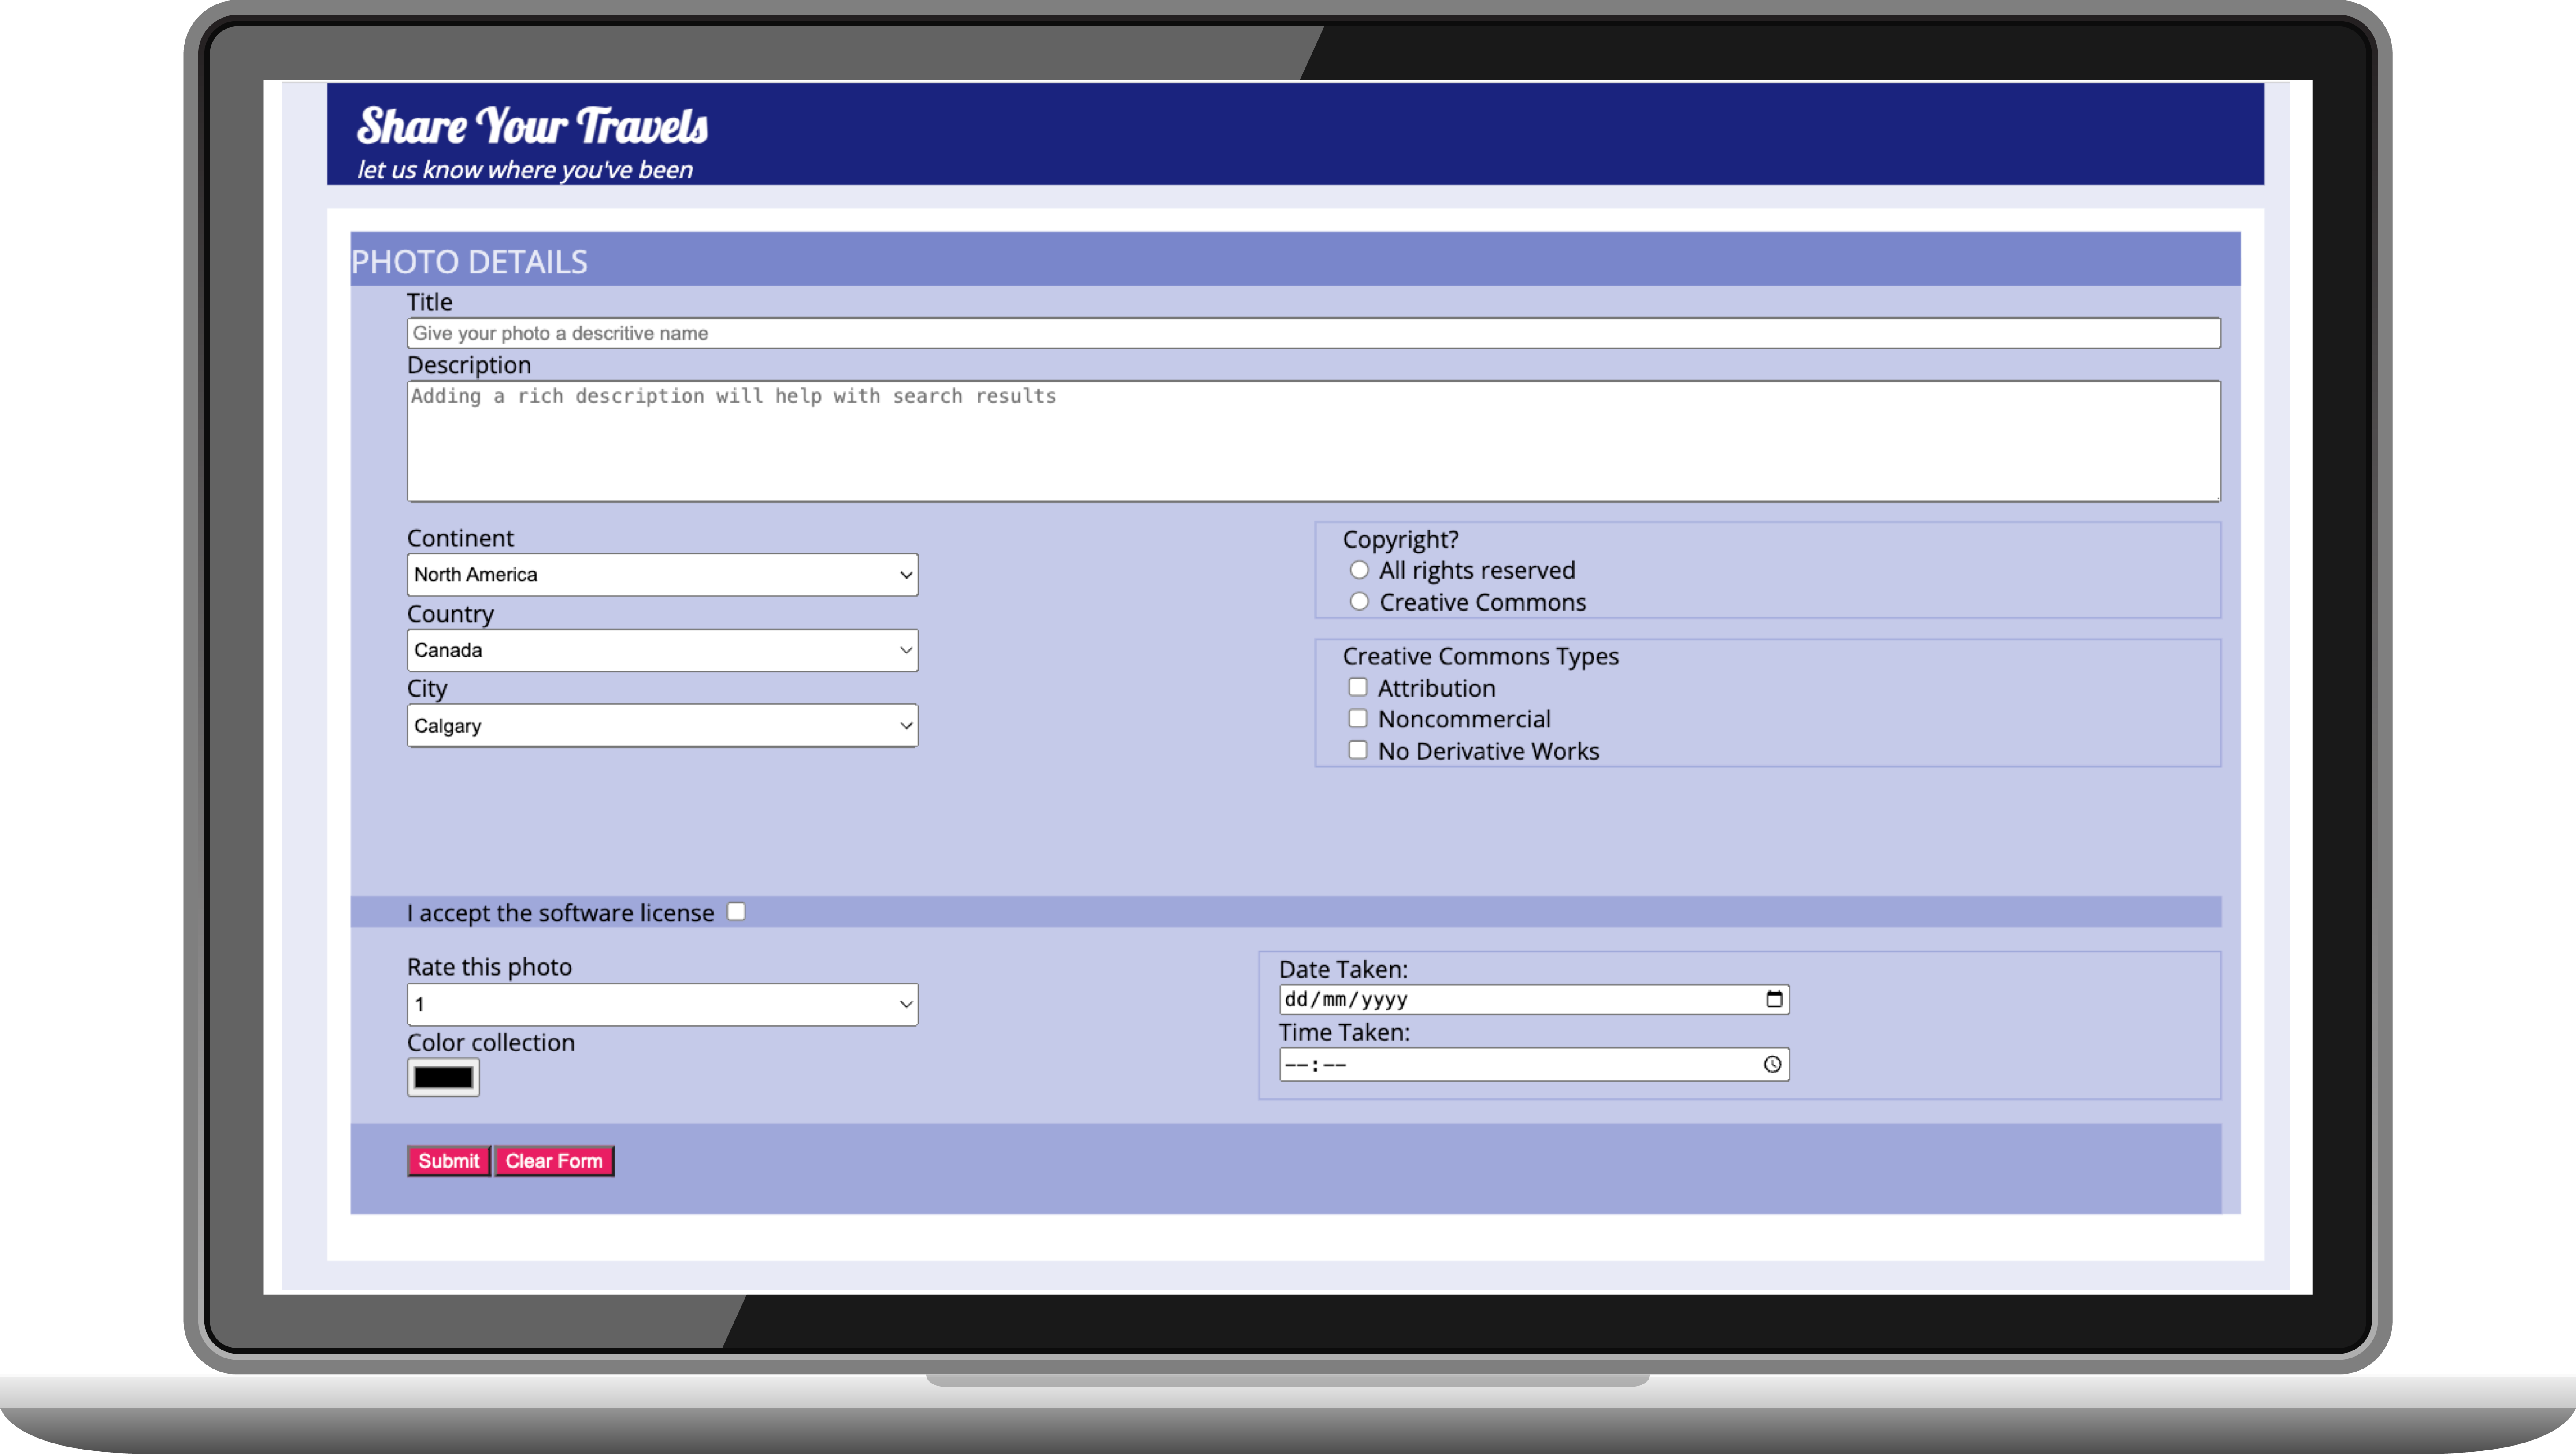 Share Your Travels
let us know where you've been
PHOTO DETAILS
Title
Give your photo a descritive name
Description
Adding a rich description will help with search results
Continent
North America
Country
Canada
City
Calgary
Copyright?
All rights reserved
Creative Commons
Creative Commons Types
Attribution
Noncommercial
No Derivative Works
I accept the software license
Rate this photo
1
Color collection
Date Taken:
dd/mm/yyyy
Time Taken:
--:--
Submit Clear Form